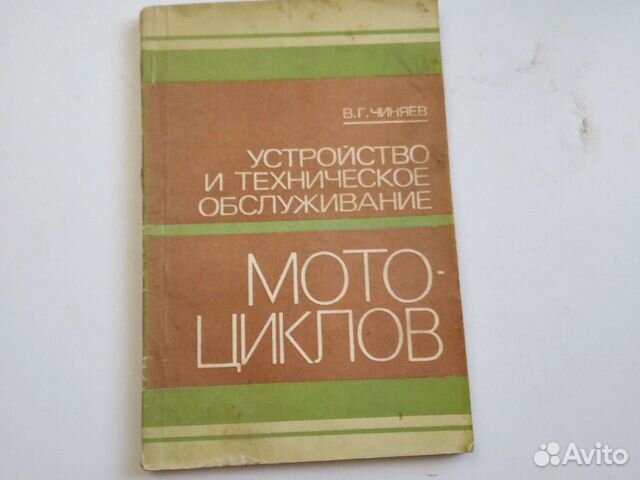 В.Г. ЧИНЯЕВ
УСТРОЙСТВО
И ТЕХНИЧЕСКОЕ
ОБСЛУЖИВАНИЕ
МОТО-
ЦИКЛОВ
Avito